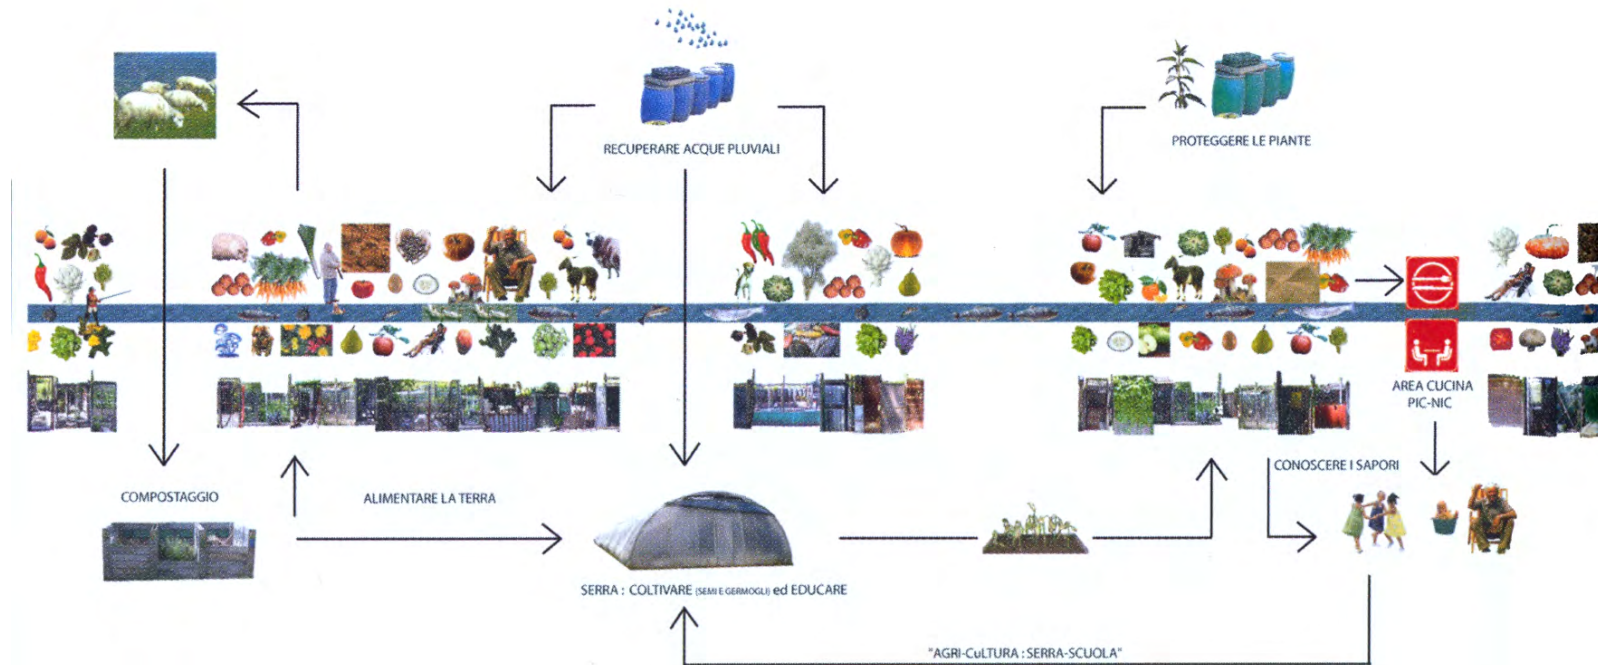 RECUPERARE ACQUE PLUVIALI
PROTEGGERE LE PIANTE
AREA CUCINA
PIC-NIC
CONOSCERE I SAPORI
COMPOSTAGGIO
ALIMENTARE LA TERRA
SERRA : COLTIVARE (SEMI E GERMOGLI) ed EDUCARE
"AGRI-CuLTURA : SERRA-SCUOLA"